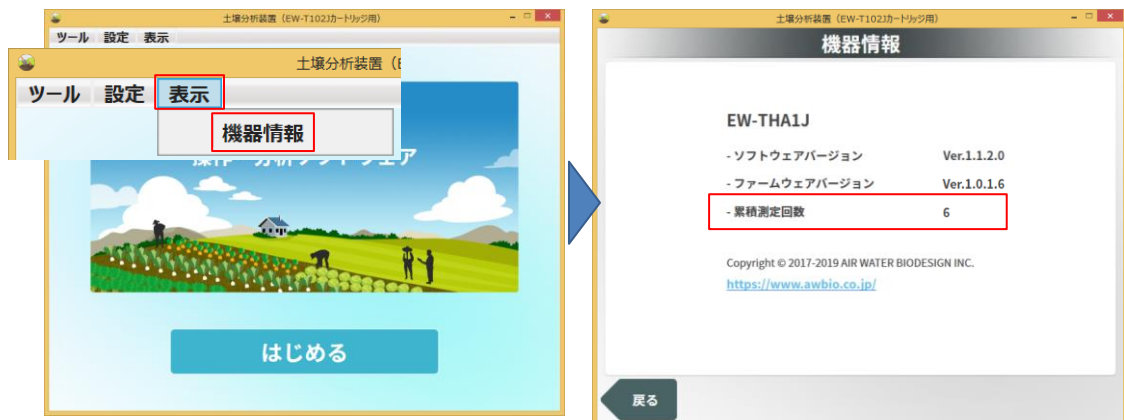 土壌分析装置（EW-T102Jカートリッジ用）
ツール 設定 表示
土壌分析装置（E
ツール 設定 表示
機器情報
はじめる
土壌分析装置（EW-T102Jカートリッジ用）
機器情報
EW-THA1J
- ソフトウェアバージョン Ver.1.1.2.0
- ファームウェアバージョン Ver.1.0.1.6
- 累積測定回数 6
Copyright © 2017-2019 AIR WATER BIODESIGN INC.
https://www.awbio.co.jp/
戻る